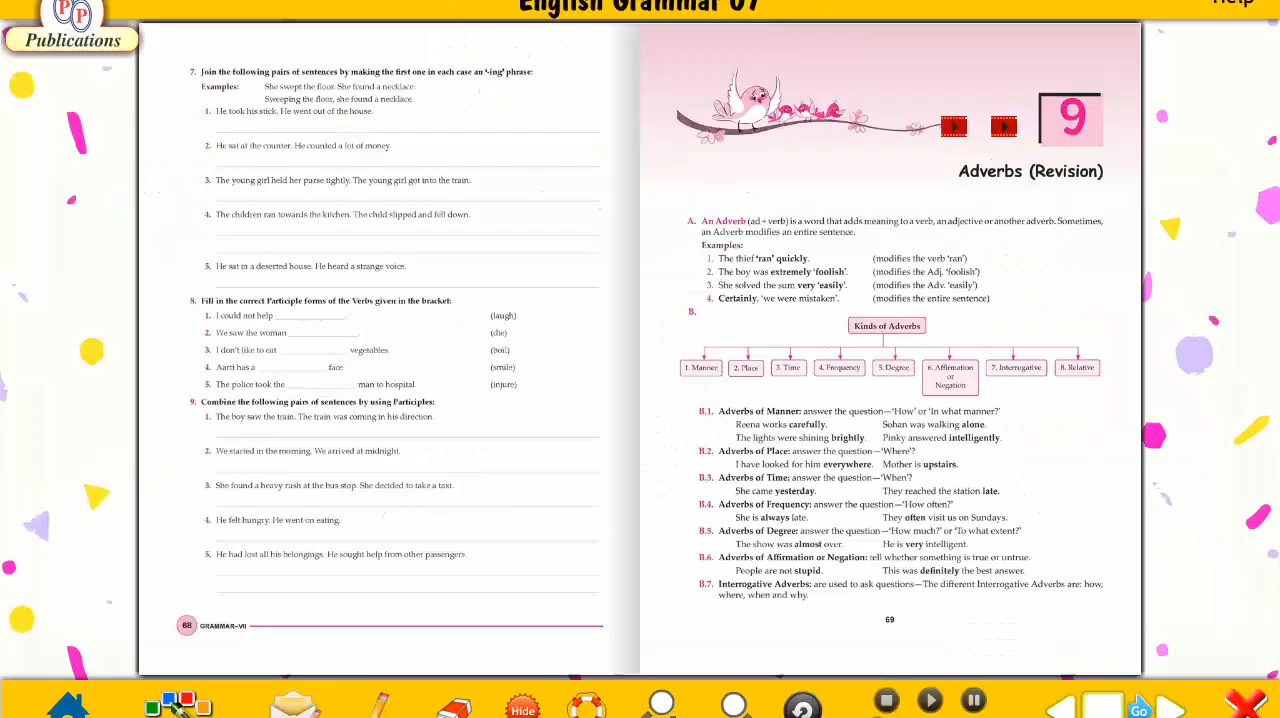 English Grammar 07
Help
PP
Publications
7. Join the following pairs of sentences by making the first one in each case an '-ing' phrase:
Examples: She swept the floor. She found a necklace.
Sweeping the floor, she found a necklace.
1. He took his stick. He went out of the house.
2. He sat at the counter. He counted a lot of money.
3. The young girl held her purse tightly. The young girl got into the train.
4. The children ran towards the kitchen. The child slipped and fell down.
5. He sat in a deserted house. He heard a strange voice.
8. Fill in the correct Participle forms of the Verbs given in the bracket:
1. I could not help ______________. (laugh)
2. We saw the woman ______________. (die)
3. I don't like to eat ______________ vegetables. (boil)
4. Aarti has a ______________ face. (smile)
5. The police took the ______________ man to hospital. (injure)
9. Combine the following pairs of sentences by using Participles:
1. The boy saw the train. The train was coming in his direction.
2. We started in the morning. We arrived at midnight.
3. She found a heavy rush at the bus stop. She decided to take a taxi.
4. He felt hungry. He went on eating.
5. He had lost all his belongings. He sought help from other passengers.
68 GRAMMAR–VII
9
Adverbs (Revision)
A. An Adverb (ad + verb) is a word that adds meaning to a verb, an adjective or another adverb. Sometimes,
an Adverb modifies an entire sentence.
Examples:
1. The thief 'ran' quickly. (modifies the verb 'ran')
2. The boy was extremely 'foolish'. (modifies the Adj. 'foolish')
3. She solved the sum very 'easily'. (modifies the Adv. 'easily')
4. Certainly, 'we were mistaken'. (modifies the entire sentence)
B.
Kinds of Adverbs
1. Manner 2. Place 3. Time 4. Frequency 5. Degree 6. Affirmation 7. Interrogative 8. Relative
or
Negation
B.1. Adverbs of Manner: answer the question—'How' or 'In what manner?'
Reena works carefully. Sohan was walking alone.
The lights were shining brightly. Pinky answered intelligently.
B.2. Adverbs of Place: answer the question—'Where'?
I have looked for him everywhere. Mother is upstairs.
B.3. Adverbs of Time: answer the question—'When'?
She came yesterday. They reached the station late.
B.4. Adverbs of Frequency: answer the question—'How often?'
She is always late. They often visit us on Sundays.
B.5. Adverbs of Degree: answer the question—'How much?' or 'To what extent?'
The show was almost over. He is very intelligent.
B.6. Adverbs of Affirmation or Negation: tell whether something is true or untrue.
People are not stupid. This was definitely the best answer.
B.7. Interrogative Adverbs: are used to ask questions—The different Interrogative Adverbs are: how,
where, when and why.
69
Hide
Go